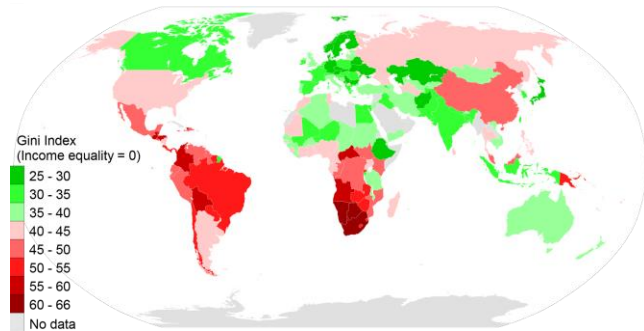 Gini Index
(Income equality = 0)
25 - 30
30 - 35
35 - 40
40 - 45
45 - 50
50 - 55
55 - 60
60 - 66
No data